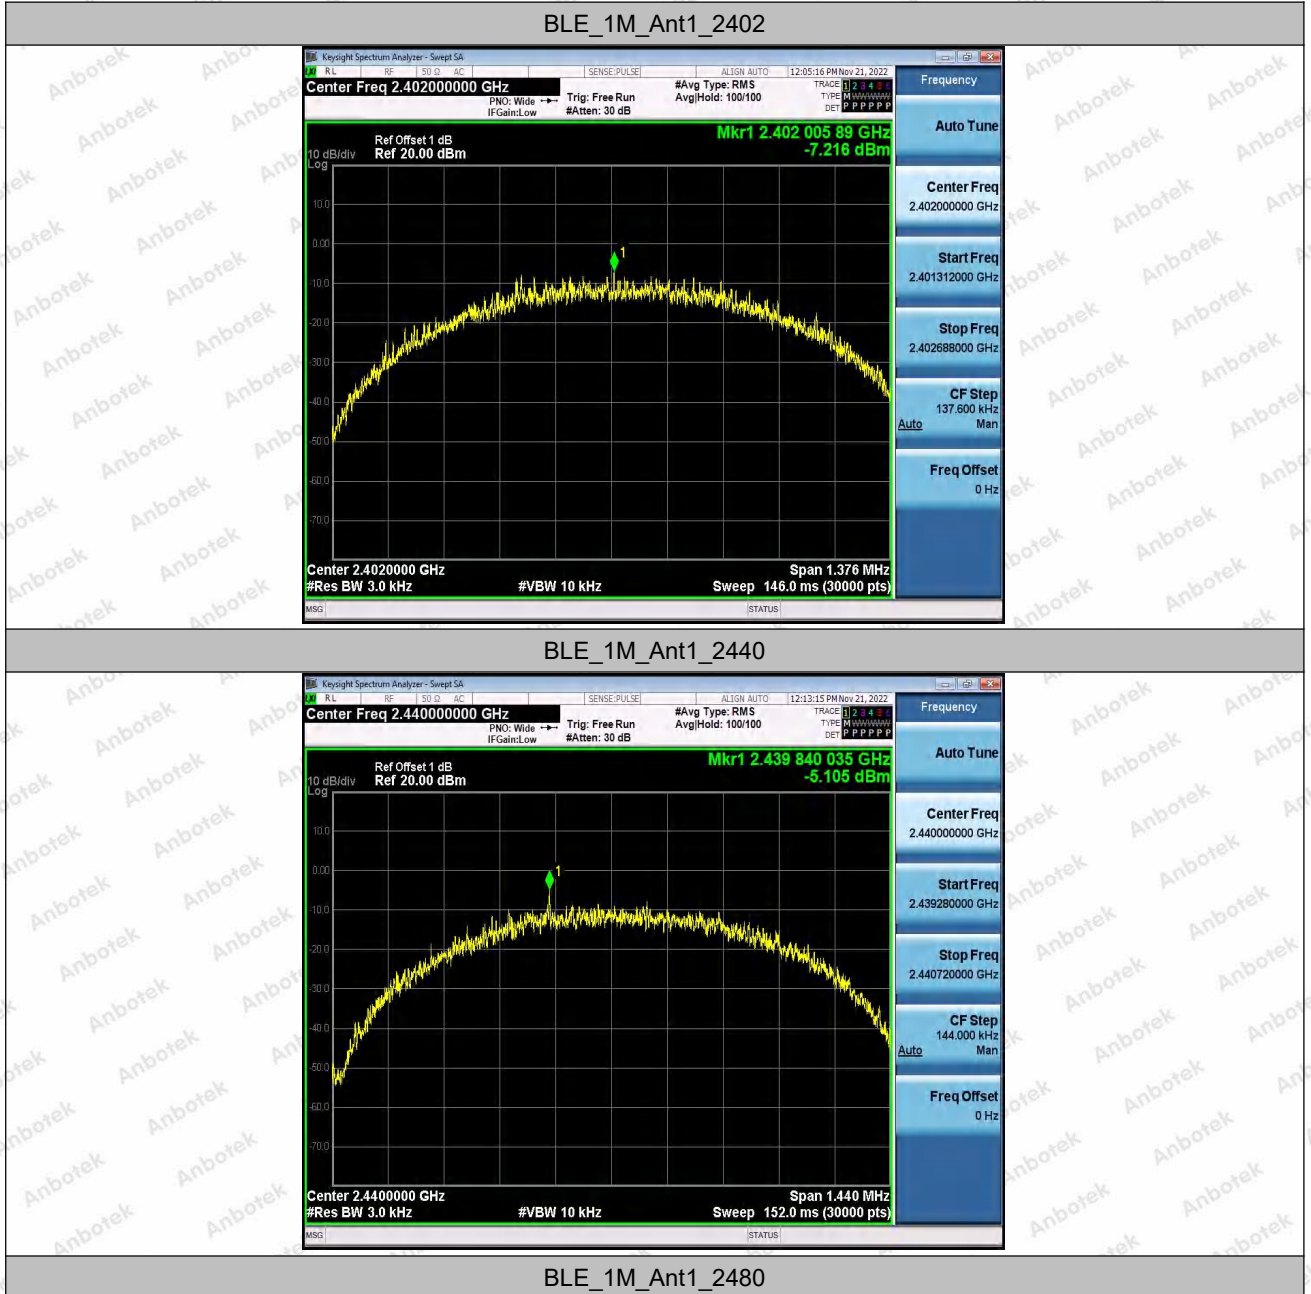 BLE_1M_Ant1_2402
Keysight Spectrum Analyzer - Swept SA
RL RF 50 Ω AC SENSE:PULSE ALIGN AUTO 12:05:16 PM Nov 21, 2022
Center Freq 2.402000000 GHz
PNO: Wide
IFGain:Low
Trig: Free Run
#Atten: 30 dB
#Avg Type: RMS
Avg|Hold: 100/100
TRACE 1 2 3 4 5 6
TYPE M WWWWW
DET P P P P P P
Frequency
Auto Tune
Center Freq
2.402000000 GHz
Start Freq
2.401312000 GHz
Stop Freq
2.402688000 GHz
CF Step
137.600 kHz
Auto Man
Freq Offset
0 Hz
Mkr1 2.402 005 89 GHz
-7.216 dBm
Ref Offset 1 dB
10 dB/div Ref 20.00 dBm
Log
10.0
0.00
-10.0
-20.0
-30.0
-40.0
-50.0
-60.0
-70.0
1
Center 2.4020000 GHz Span 1.376 MHz
#Res BW 3.0 kHz #VBW 10 kHz Sweep 146.0 ms (30000 pts)
MSG STATUS
BLE_1M_Ant1_2440
Keysight Spectrum Analyzer - Swept SA
RL RF 50 Ω AC SENSE:PULSE ALIGN AUTO 12:13:15 PM Nov 21, 2022
Center Freq 2.440000000 GHz
PNO: Wide
IFGain:Low
Trig: Free Run
#Atten: 30 dB
#Avg Type: RMS
Avg|Hold: 100/100
TRACE 1 2 3 4 5 6
TYPE M WWWWW
DET P P P P P P
Frequency
Auto Tune
Center Freq
2.440000000 GHz
Start Freq
2.439280000 GHz
Stop Freq
2.440720000 GHz
CF Step
144.000 kHz
Auto Man
Freq Offset
0 Hz
Mkr1 2.439 840 035 GHz
-5.105 dBm
Ref Offset 1 dB
10 dB/div Ref 20.00 dBm
Log
10.0
0.00
-10.0
-20.0
-30.0
-40.0
-50.0
-60.0
-70.0
1
Center 2.4400000 GHz Span 1.440 MHz
#Res BW 3.0 kHz #VBW 10 kHz Sweep 152.0 ms (30000 pts)
MSG STATUS
BLE_1M_Ant1_2480
Anbotek